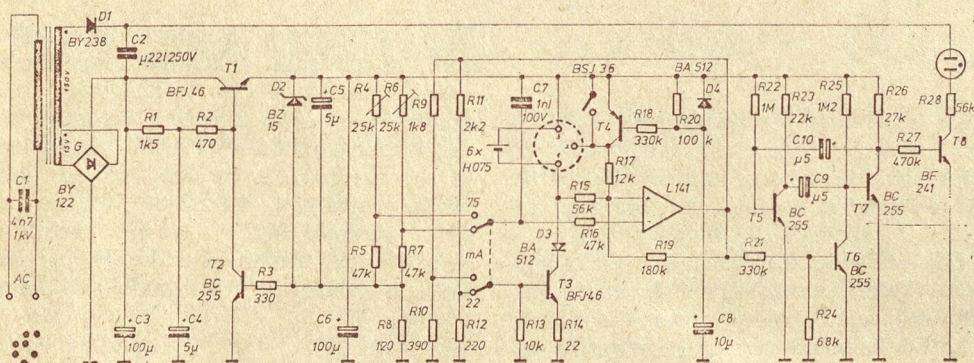 D1
BY238
C2
µ22/250V
150V
15V
T1
BFJ46
R1
1k5
R2
470
G
BY
122
C1
4n7
1kV
AC
T2
BC
255
R3
330
C3
100µ
C4
5µ
D2
BZ
15
C5
5µ
C6
100µ
R4
25k
R6
25k
R9
1k8
R11
2k2
R5
47k
R7
47k
R8
120
R10
390
R12
220
75
mA
22
6x
H075
C7
1n
100V
BSJ36
T4
BA 512
D4
R18
330k
R20
100k
R17
12k
R15
56k
R16
47k
L141
D3
BA
512
R19
180k
T3
BFJ46
R13
10k
R14
22
C8
10µ
R21
330k
R22
1M
R23
22k
R25
1M2
R26
27k
C10
µ5
C9
µ5
T5
BC
255
T7
BC
255
T6
BC
255
R24
68k
R27
470k
R28
56k
T8
BF
241